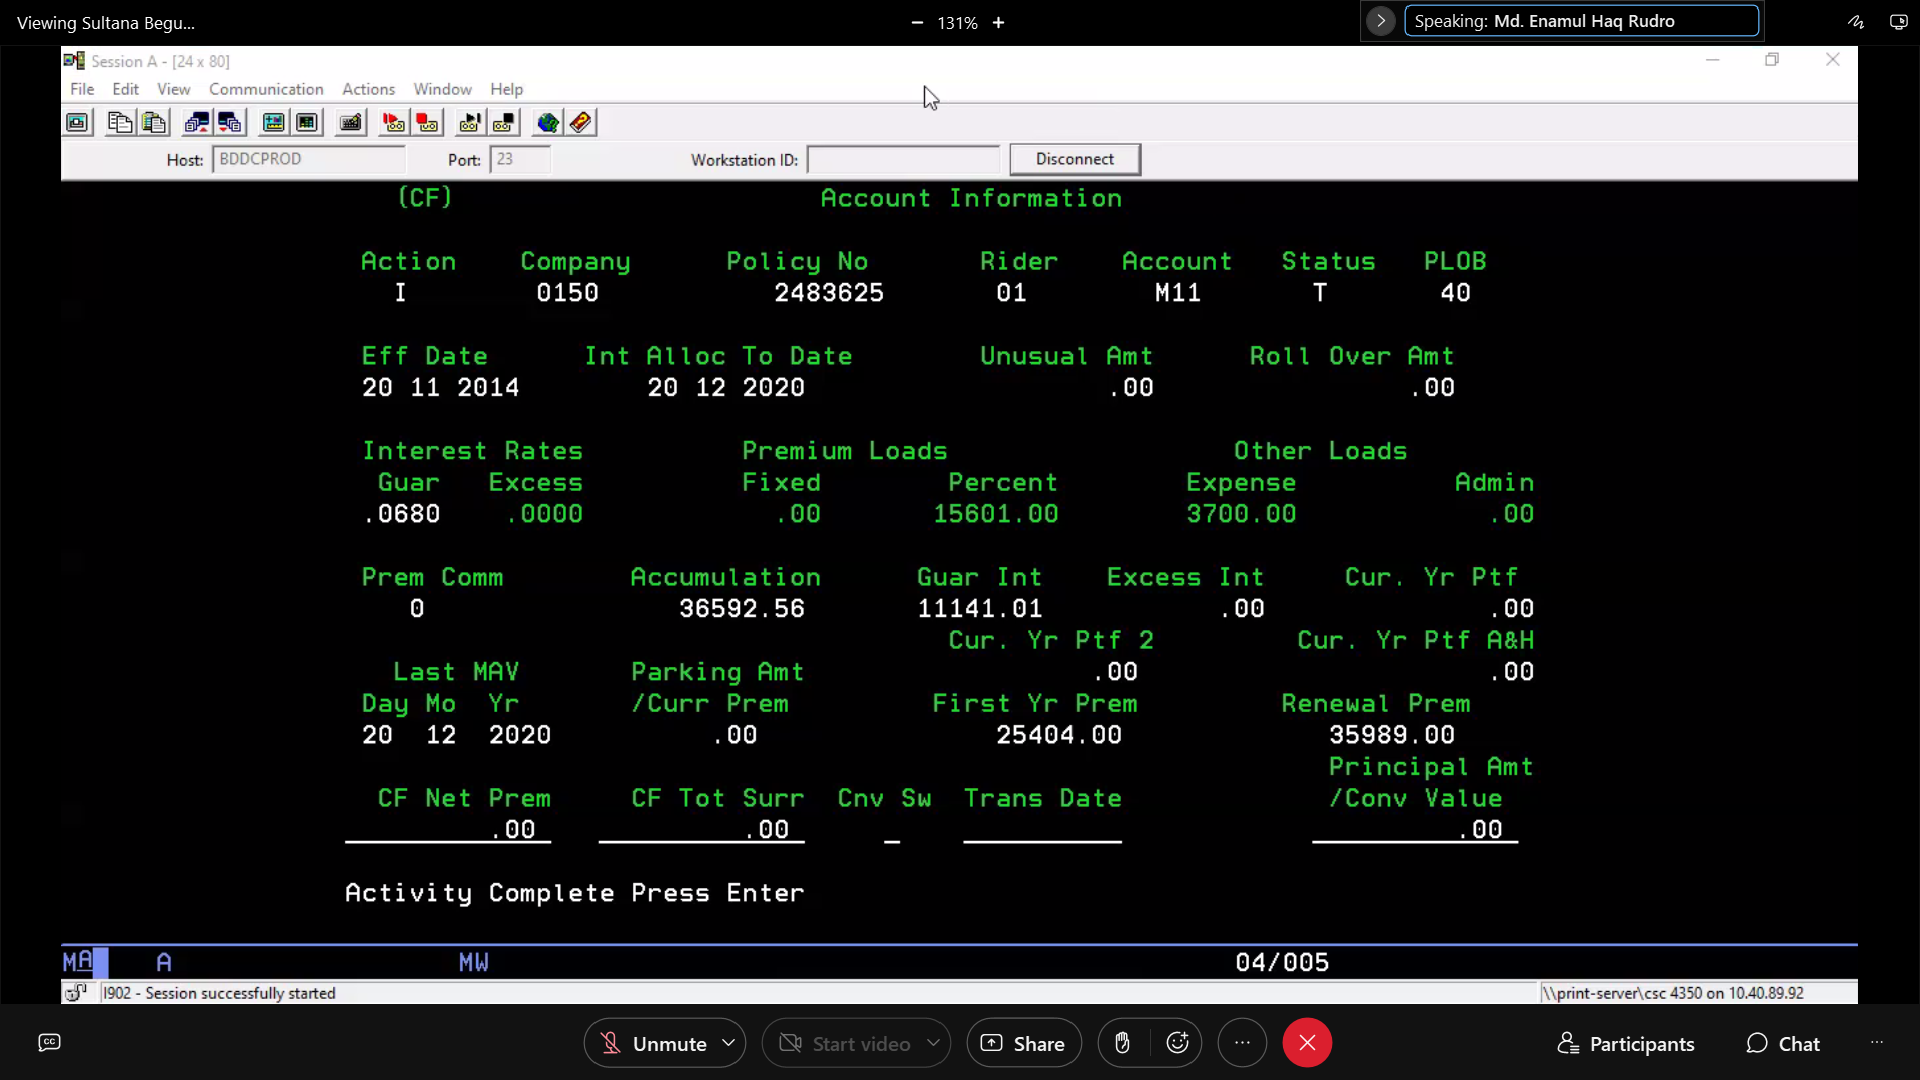 Viewing Sultana Begu...
131%
Speaking: Md. Enamul Haq Rudro
Session A - [24 x 80]
File Edit View Communication Actions Window Help
Host: BDDCPROD Port: 23 Workstation ID: Disconnect
(CF) Account Information
Action Company Policy No Rider Account Status PLOB
I 0150 2483625 01 M11 T 40
Eff Date Int Alloc To Date Unusual Amt Roll Over Amt
20 11 2014 20 12 2020 .00 .00
Interest Rates Premium Loads Other Loads
Guar Excess Fixed Percent Expense Admin
.0680 .0000 .00 15601.00 3700.00 .00
Prem Comm Accumulation Guar Int Excess Int Cur. Yr Ptf
0 36592.56 11141.01 .00 .00
Cur. Yr Ptf 2 Cur. Yr Ptf A&H
Last MAV Parking Amt .00 .00
Day Mo Yr /Curr Prem First Yr Prem Renewal Prem
20 12 2020 .00 25404.00 35989.00
Principal Amt
CF Net Prem CF Tot Surr Cnv Sw Trans Date /Conv Value
.00 .00 .00
Activity Complete Press Enter
MA A MW 04/005
I902 - Session successfully started \\print-server\csc 4350 on 10.40.89.92
CC Unmute Start video Share Participants Chat